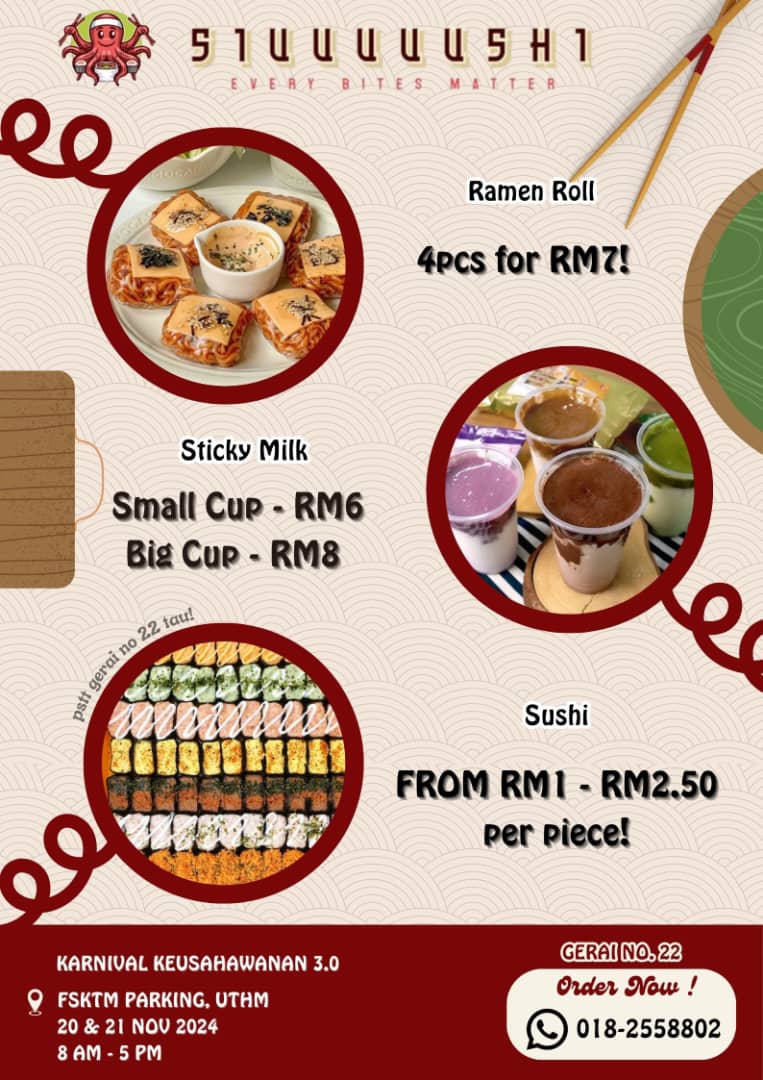 SIUUUUUSHI
EVERY BITES MATTER
Ramen Roll
4pcs for RM7!
Sticky Milk
Small Cup - RM6
Big Cup - RM8
pstt gerai no 22 tau!
Sushi
FROM RM1 - RM2.50
per piece!
KARNIVAL KEUSAHAWANAN 3.0
FSKTM PARKING, UTHM
20 & 21 NOV 2024
8 AM - 5 PM
GERAI NO. 22
Order Now !
018-2558802